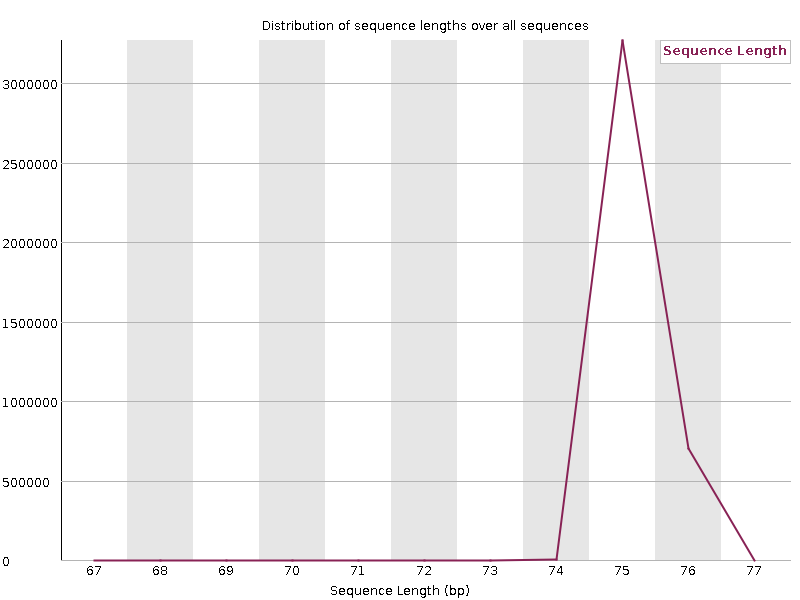 Distribution of sequence lengths over all sequences
Sequence Length
3000000
2500000
2000000
1500000
1000000
500000
0
67 68 69 70 71 72 73 74 75 76 77
Sequence Length (bp)